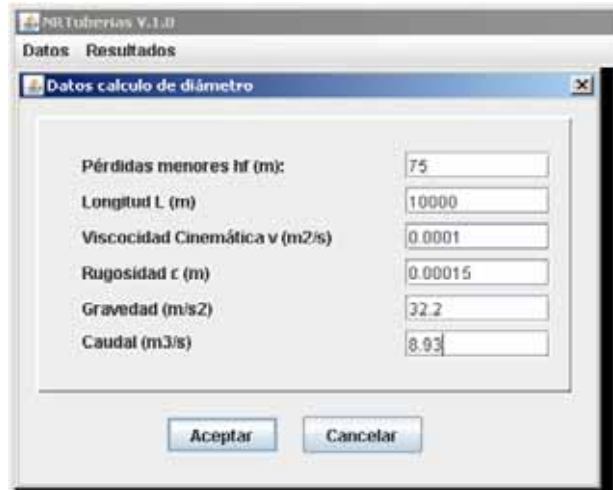 NRTuberias V.1.0
Datos Resultados
Datos calculo de diámetro
Pérdidas menores hf (m): 75
Longitud L (m) 10000
Viscocidad Cinemática v (m2/s) 0.0001
Rugosidad ε (m) 0.00015
Gravedad (m/s2) 32.2
Caudal (m3/s) 8.93
Aceptar Cancelar